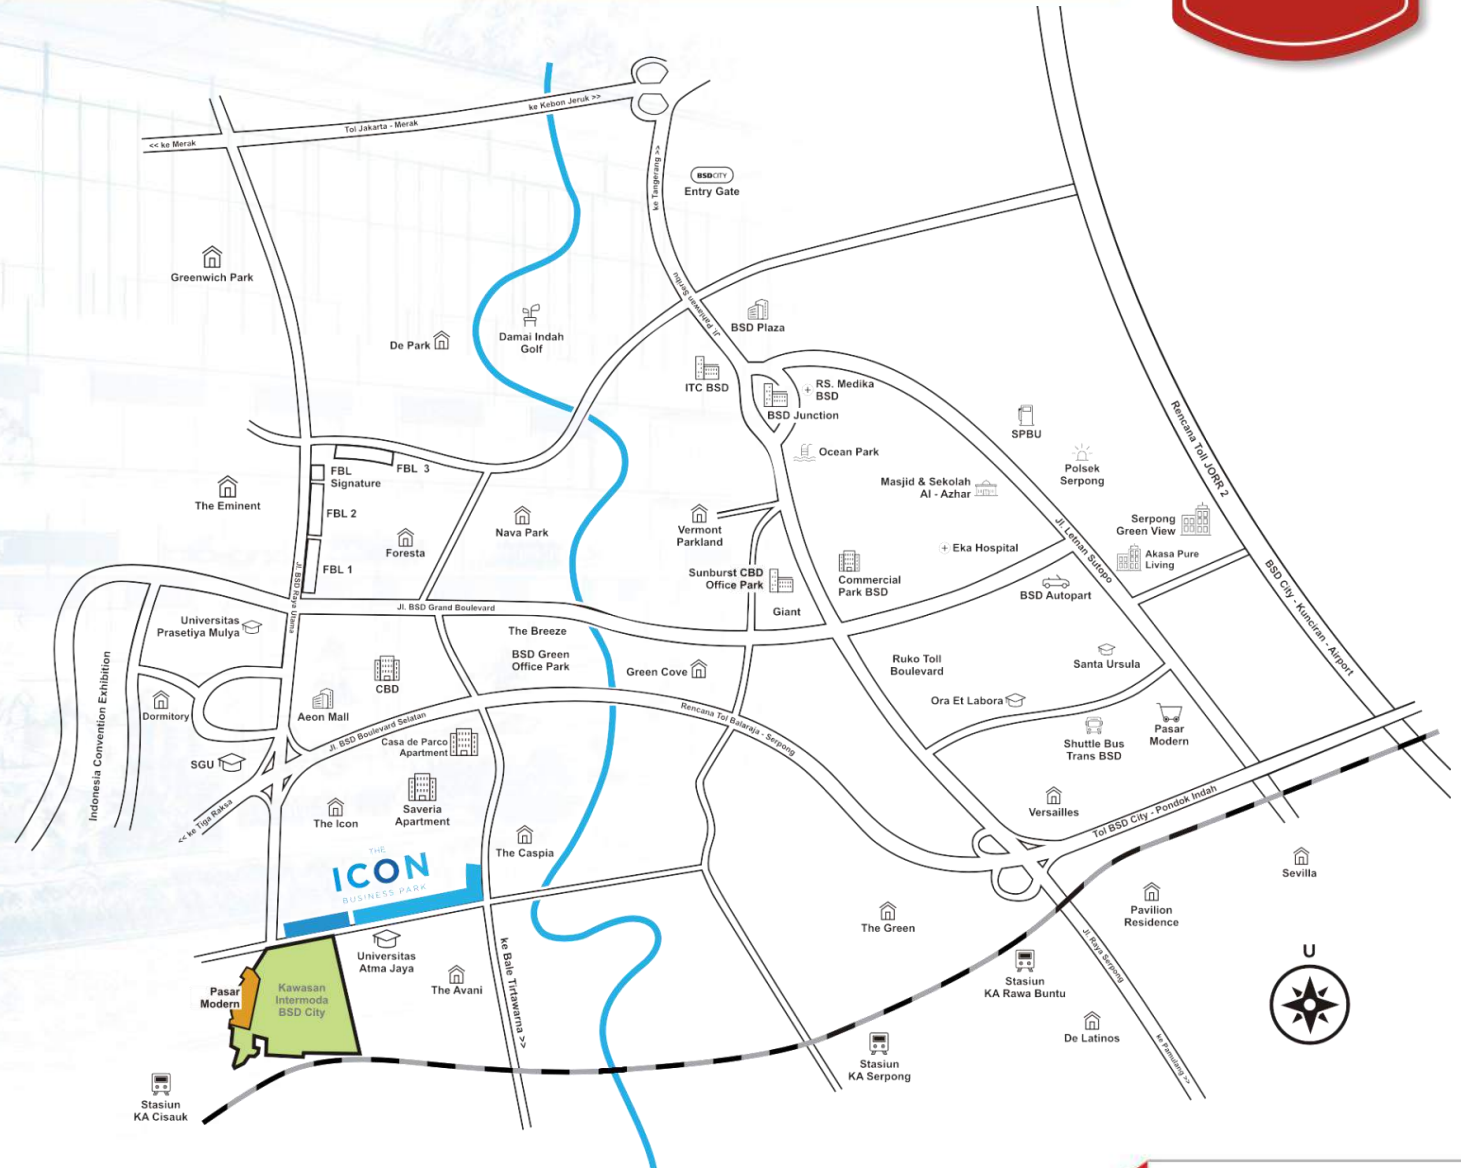 ke Kebon Jeruk >>
Tol Jakarta - Merak
<< ke Merak
ke Tangerang >>
BSDCITY
Entry Gate
Greenwich Park
Jl. Pahlawan Seribu
BSD Plaza
Damai Indah
Golf
De Park
ITC BSD
RS. Medika
BSD
BSD Junction
Rencana Toll JORR 2
SPBU
Ocean Park
Polsek
Serpong
FBL 3
FBL
Signature
Masjid & Sekolah
Al - Azhar
The Eminent
FBL 2
Nava Park
Vermont
Parkland
Serpong
Green View
Jl. Letnan Sutopo
Foresta
Eka Hospital
Akasa Pure
Living
FBL 1
Sunburst CBD
Office Park
Commercial
Park BSD
BSD Autopart
BSD City - Kunciran - Airport
Jl. BSD Raya Utama
Jl. BSD Grand Boulevard
Giant
Universitas
Prasetiya Mulya
The Breeze
BSD Green
Office Park
Green Cove
Ruko Toll
Boulevard
Santa Ursula
Indonesia Convention Exhibition
CBD
Ora Et Labora
Dormitory
Aeon Mall
Jl. BSD Boulevard Selatan
Rencana Tol Balaraja - Serpong
Casa de Parco
Apartment
Pasar
Modern
Shuttle Bus
Trans BSD
SGU
<< ke Tiga Raksa
The Icon
Saveria
Apartment
Versailles
Tol BSD City - Pondok Indah
The Caspia
THE
ICON
BUSINESS PARK
Sevilla
Pavilion
Residence
The Green
Universitas
Atma Jaya
ke Bale Tirtawarna >>
Jl. Raya Serpong
U
The Avani
Pasar
Modern
Kawasan
Intermoda
BSD City
Stasiun
KA Rawa Buntu
De Latinos
ke Pamulang >>
Stasiun
KA Serpong
Stasiun
KA Cisauk